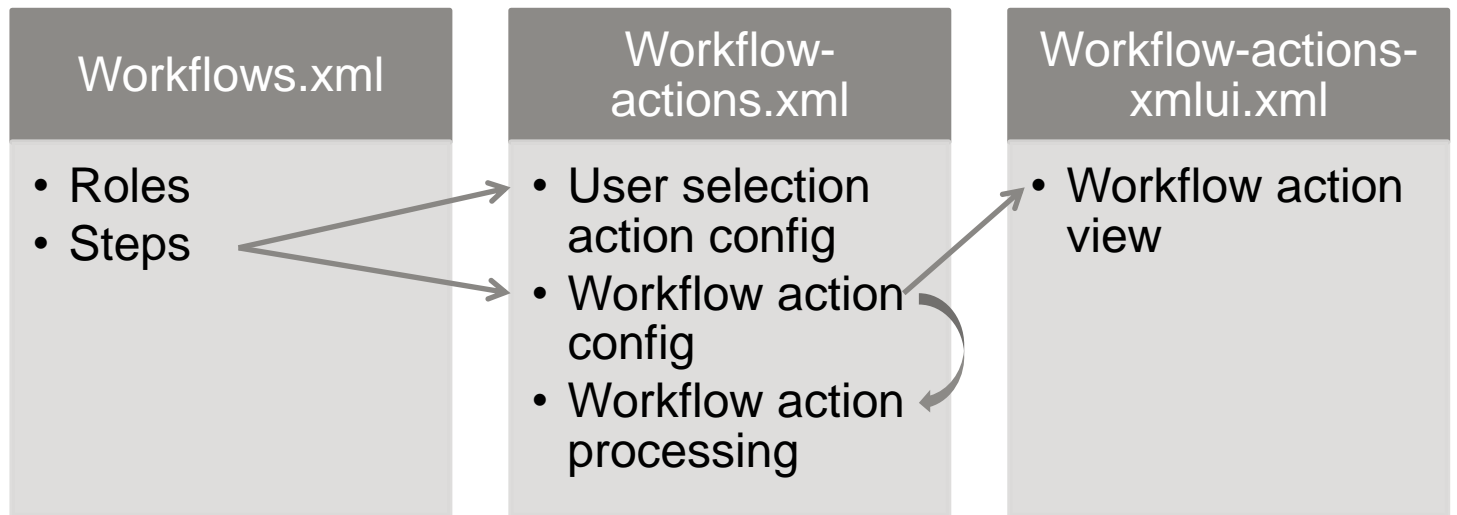 Workflows.xml
• Roles
• Steps
Workflow-
actions.xml
• User selection
action config
• Workflow action
config
• Workflow action
processing
Workflow-actions-
xmlui.xml
• Workflow action
view